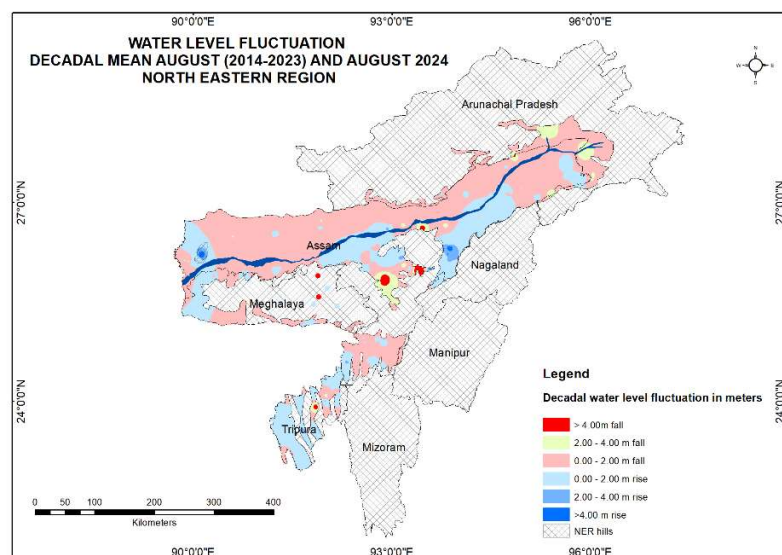 90°0'0"E 93°0'0"E 96°0'0"E
WATER LEVEL FLUCTUATION
DECADAL MEAN AUGUST (2014-2023) AND AUGUST 2024
NORTH EASTERN REGION
N
W E
S
Arunachal Pradesh
27°0'0"N 27°0'0"N
Assam
Nagaland
Meghalaya
Manipur
Legend
Decadal water level fluctuation in meters
> 4.00m fall
2.00 - 4.00 m fall
0.00 - 2.00 m fall
0.00 - 2.00 m rise
2.00 - 4.00 m rise
>4.00 m rise
NER hills
24°0'0"N 24°0'0"N
Tripura
Mizoram
0 50 100 200 300 400
Kilometers
90°0'0"E 93°0'0"E 96°0'0"E